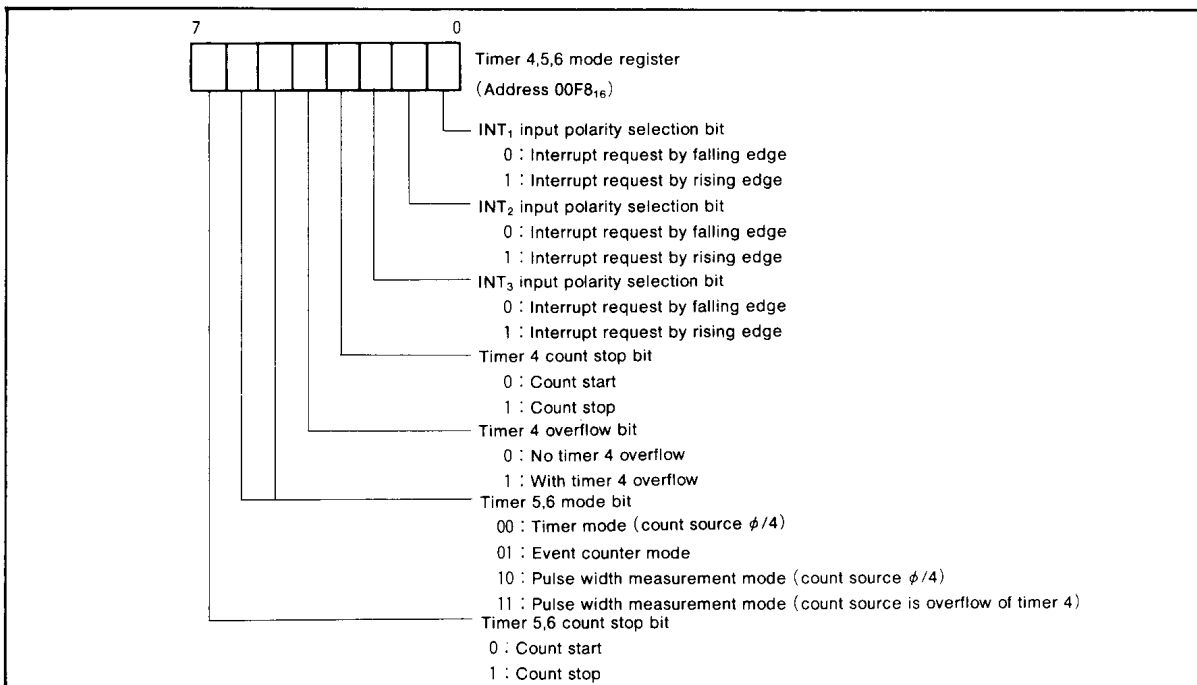 7 0
Timer 4,5,6 mode register
(Address 00F8₁₆)
INT₁ input polarity selection bit
0 : Interrupt request by falling edge
1 : Interrupt request by rising edge
INT₂ input polarity selection bit
0 : Interrupt request by falling edge
1 : Interrupt request by rising edge
INT₃ input polarity selection bit
0 : Interrupt request by falling edge
1 : Interrupt request by rising edge
Timer 4 count stop bit
0 : Count start
1 : Count stop
Timer 4 overflow bit
0 : No timer 4 overflow
1 : With timer 4 overflow
Timer 5,6 mode bit
00 : Timer mode (count source ϕ/4)
01 : Event counter mode
10 : Pulse width measurement mode (count source ϕ/4)
11 : Pulse width measurement mode (count source is overflow of timer 4)
Timer 5,6 count stop bit
0 : Count start
1 : Count stop